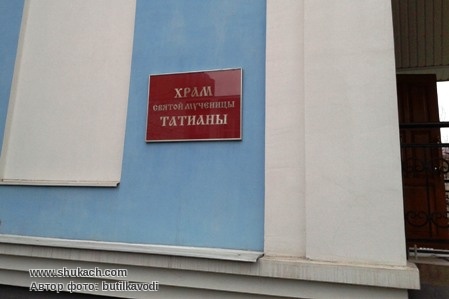 ХРАМ
СВЯТОЙ МУЧЕНИЦЫ
ТАТИАНЫ
www.shukach.com
Автор фото: butilkavodi